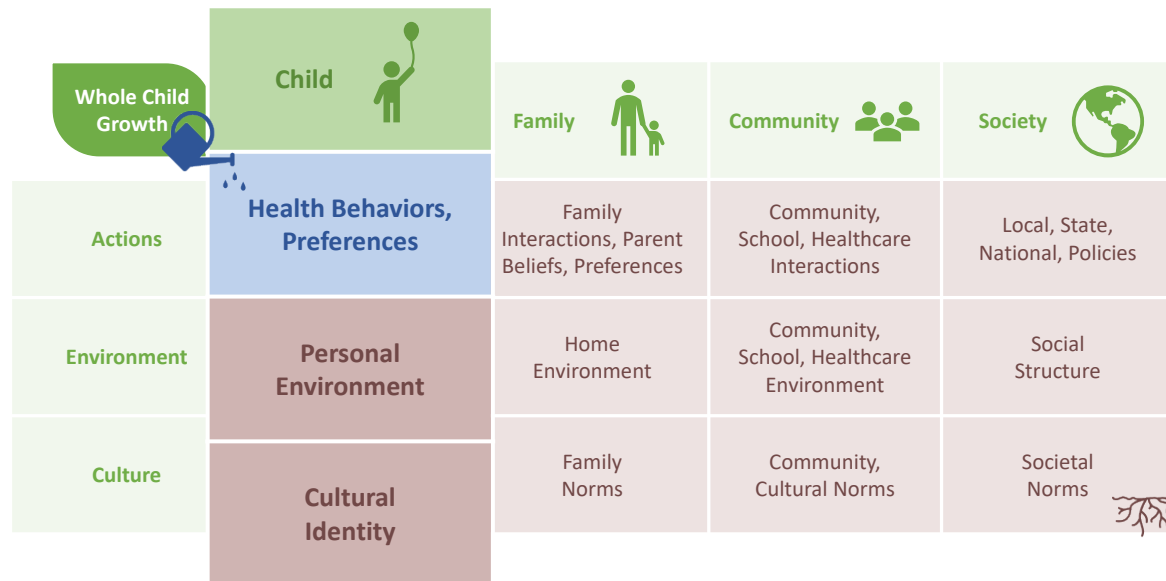 Whole Child
Growth
Child
Family
Community
Society
Actions
Health Behaviors,
Preferences
Family
Interactions, Parent
Beliefs, Preferences
Community,
School, Healthcare
Interactions
Local, State,
National, Policies
Environment
Personal
Environment
Home
Environment
Community,
School, Healthcare
Environment
Social
Structure
Culture
Cultural
Identity
Family
Norms
Community,
Cultural Norms
Societal
Norms